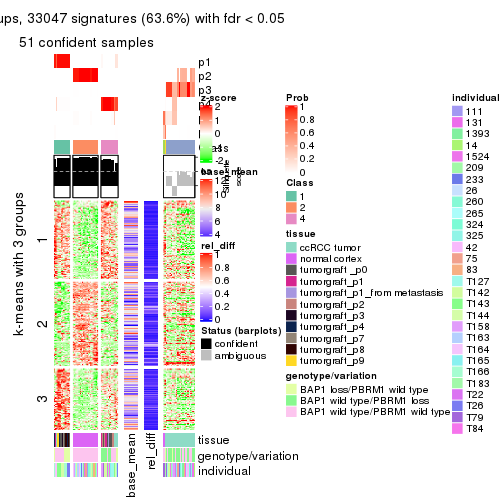 ups, 33047 signatures (63.6%) with fdr < 0.05
51 confident samples
p1
p2
p3
p4
z-score
2
1
0
-1
-2
Class
Silhouette
score
base_mean
12
10
8
6
4
rel_diff
1
0.8
0.6
0.4
0.2
0
Status (barplots)
confident
ambiguous
k-means with 3 groups
1
2
3
base_mean
rel_diff
tissue
genotype/variation
individual
Prob
1
0.8
0.6
0.4
0.2
0
Class
1
2
4
tissue
ccRCC tumor
normal cortex
tumorgraft _p0
tumorgraft_p1
tumorgraft_p1_from metastasis
tumorgraft_p2
tumorgraft_p3
tumorgraft_p4
tumorgraft_p7
tumorgraft_p8
tumorgraft_p9
genotype/variation
BAP1 loss/PBRM1 wild type
BAP1 wild type/PBRM1 loss
BAP1 wild type/PBRM1 wild type
individual
111
131
1393
14
1524
209
233
26
260
265
324
325
42
75
83
T127
T142
T143
T144
T158
T163
T164
T165
T166
T183
T22
T26
T79
T84